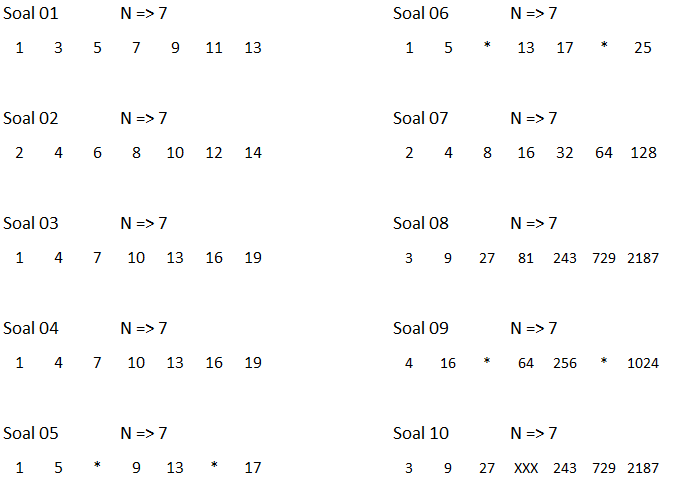 Soal 01 N => 7
1 3 5 7 9 11 13
Soal 02 N => 7
2 4 6 8 10 12 14
Soal 03 N => 7
1 4 7 10 13 16 19
Soal 04 N => 7
1 4 7 10 13 16 19
Soal 05 N => 7
1 5 * 9 13 * 17
Soal 06 N => 7
1 5 * 13 17 * 25
Soal 07 N => 7
2 4 8 16 32 64 128
Soal 08 N => 7
3 9 27 81 243 729 2187
Soal 09 N => 7
4 16 * 64 256 * 1024
Soal 10 N => 7
3 9 27 XXX 243 729 2187